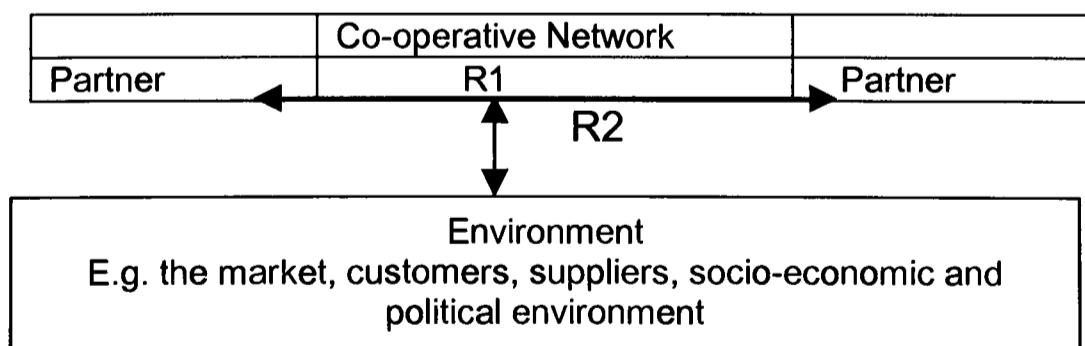 Co-operative Network
Partner R1 Partner
R2
Environment
E.g. the market, customers, suppliers, socio-economic and
political environment